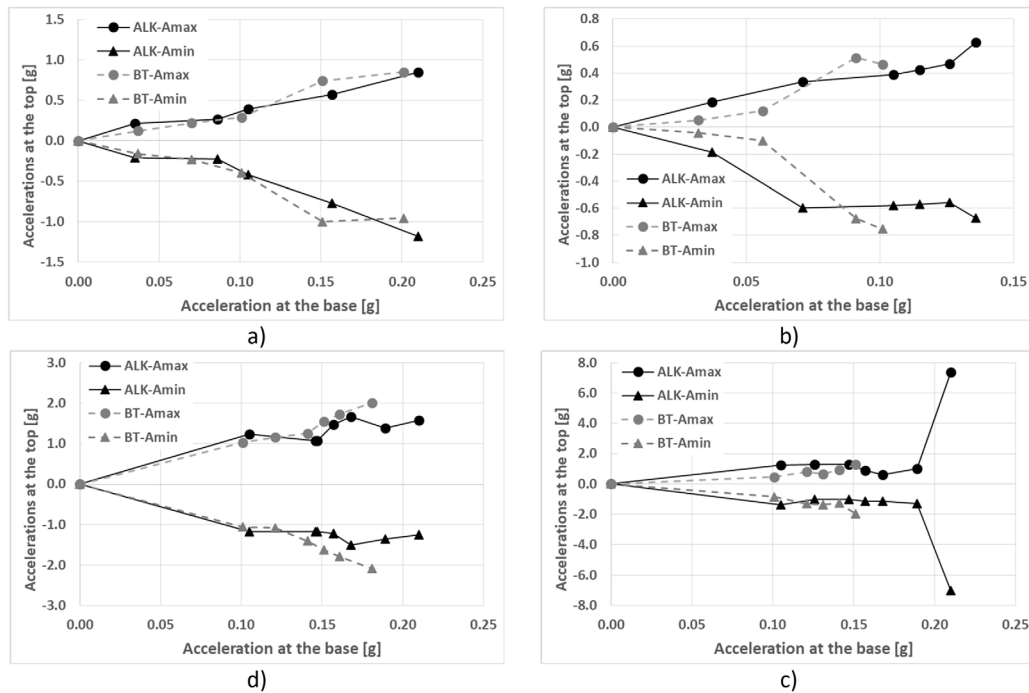 1.5
1.0
0.5
0.0
-0.5
-1.0
-1.5
Accelerations at the top [g]
ALK-Amax
ALK-Amin
BT-Amax
BT-Amin
0.00 0.05 0.10 0.15 0.20 0.25
Acceleration at the base [g]
a)
0.8
0.6
0.4
0.2
0.0
-0.2
-0.4
-0.6
-0.8
-1.0
Accelerations at the top [g]
ALK-Amax
ALK-Amin
BT-Amax
BT-Amin
0.00 0.05 0.10 0.15
Acceleration at the base [g]
b)
3.0
2.0
1.0
0.0
-1.0
-2.0
-3.0
Accelerations at the top [g]
ALK-Amax
ALK-Amin
BT-Amax
BT-Amin
0.00 0.05 0.10 0.15 0.20 0.25
Acceleration at the base [g]
d)
8.0
6.0
4.0
2.0
0.0
-2.0
-4.0
-6.0
-8.0
Accelerations at the top [g]
ALK-Amax
ALK-Amin
BT-Amax
BT-Amin
0.00 0.05 0.10 0.15 0.20 0.25
Acceleration at the base [g]
c)